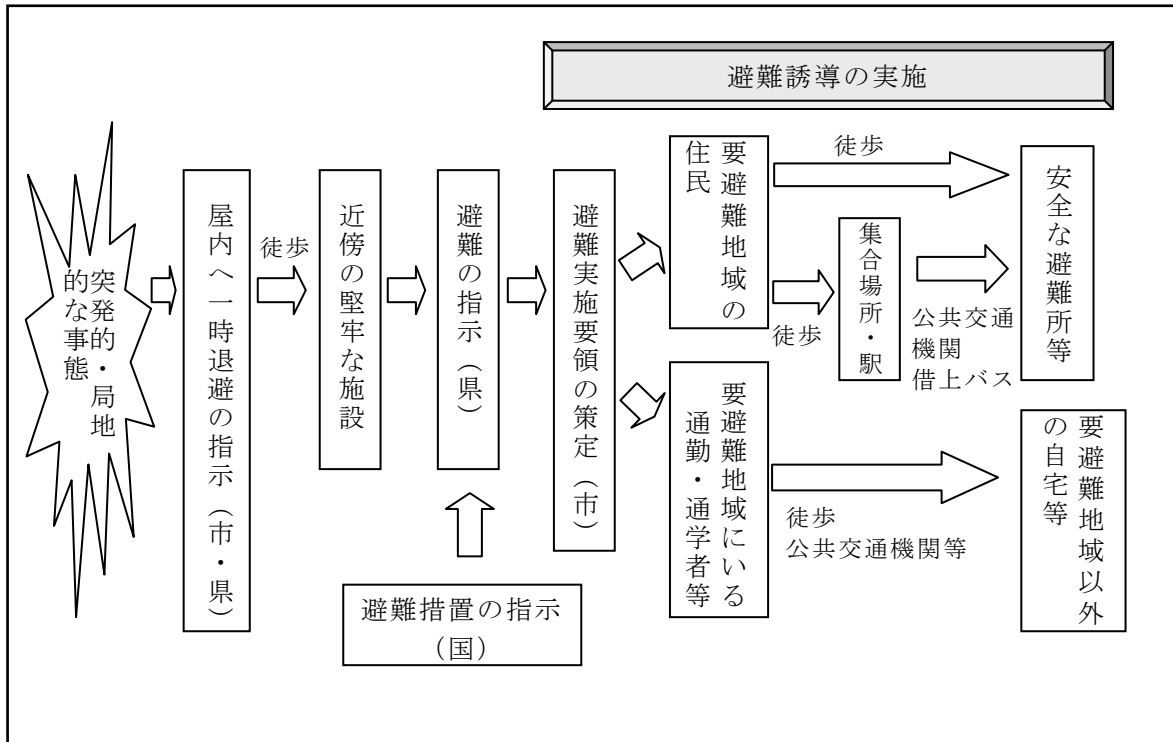 避難誘導の実施
突発的・局地
的な事態
屋内へ一時退避の指示（市・県）
徒歩
近傍の堅牢な施設
避難の指示（県）
避難措置の指示
（国）
避難実施要領の策定（市）
要避難地域の
住民
徒歩
徒歩
集合場所・駅
公共交通
機関
借上バス
安全な避難所等
要避難地域にいる
通勤・通学者等
徒歩
公共交通機関等
要避難地域以外
の自宅等